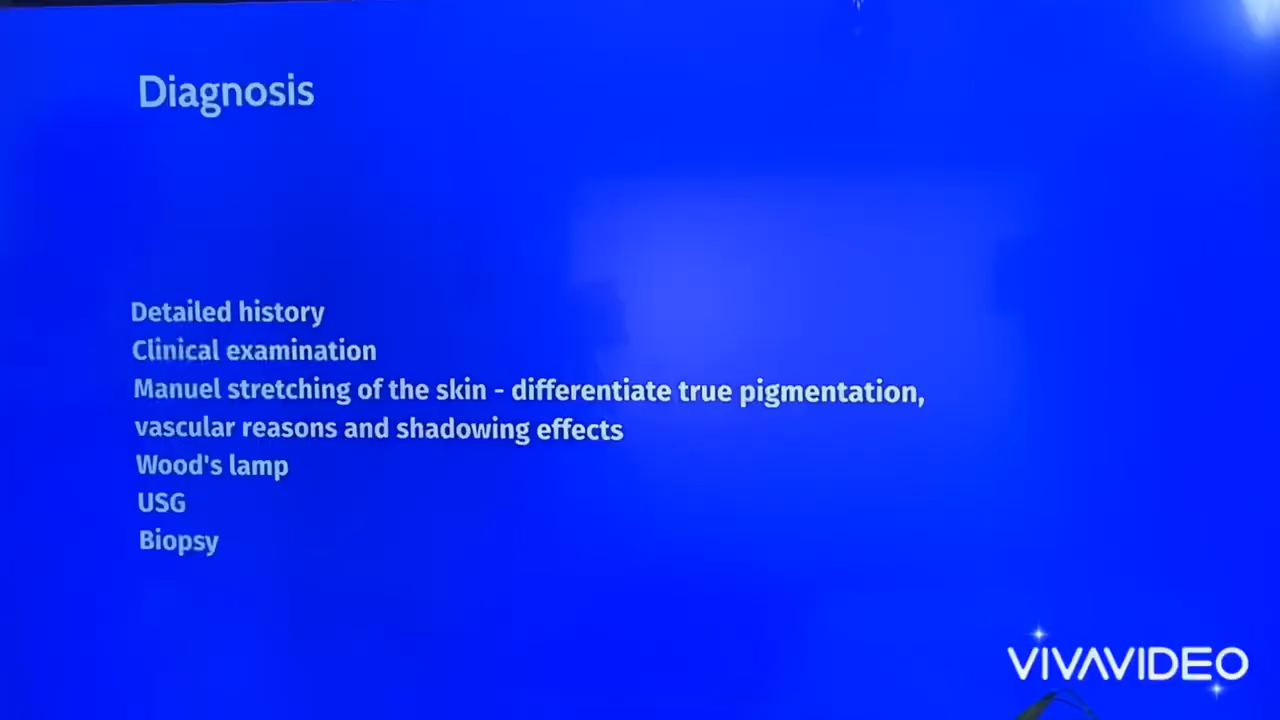 Diagnosis
Detailed history
Clinical examination
Manuel stretching of the skin - differentiate true pigmentation,
vascular reasons and shadowing effects
Wood's lamp
USG
Biopsy
VIVAVIDEO